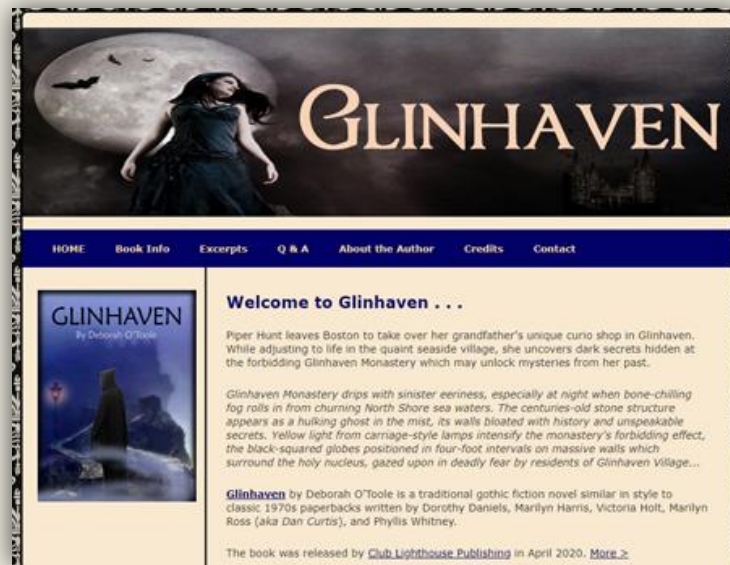 GLINHAVEN
HOME Book Info Excerpts Q & A About the Author Credits Contact
GLINHAVEN
By Deborah O'Toole
Welcome to Glinhaven . . .
Piper Hunt leaves Boston to take over her grandfather's unique curio shop in Glinhaven.
While adjusting to life in the quaint seaside village, she uncovers dark secrets hidden at
the forbidding Glinhaven Monastery which may unlock mysteries from her past.
Glinhaven Monastery drips with sinister eeriness, especially at night when bone-chilling
fog rolls in from churning North Shore sea waters. The centuries-old stone structure
appears as a hulking ghost in the mist, its walls bloated with history and unspeakable
secrets. Yellow light from carriage-style lamps intensify the monastery's forbidding effect,
the black-squared globes positioned in four-foot intervals on massive walls which
surround the holy nucleus, gazed upon in deadly fear by residents of Glinhaven Village...
Glinhaven by Deborah O'Toole is a traditional gothic fiction novel similar in style to
classic 1970s paperbacks written by Dorothy Daniels, Marilyn Harris, Victoria Holt, Marilyn
Ross (aka Dan Curtis), and Phyllis Whitney.
The book was released by Club Lighthouse Publishing in April 2020. More >